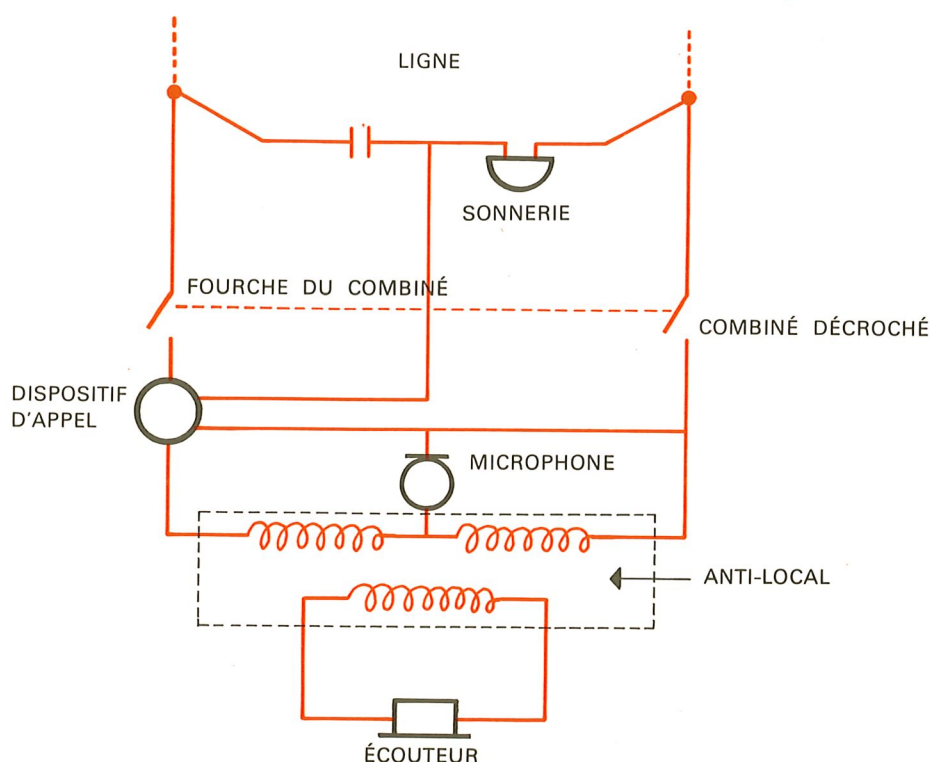 LIGNE
SONNERIE
FOURCHE DU COMBINÉ
COMBINÉ DÉCROCHÉ
DISPOSITIF
D'APPEL
MICROPHONE
ANTI-LOCAL
ÉCOUTEUR